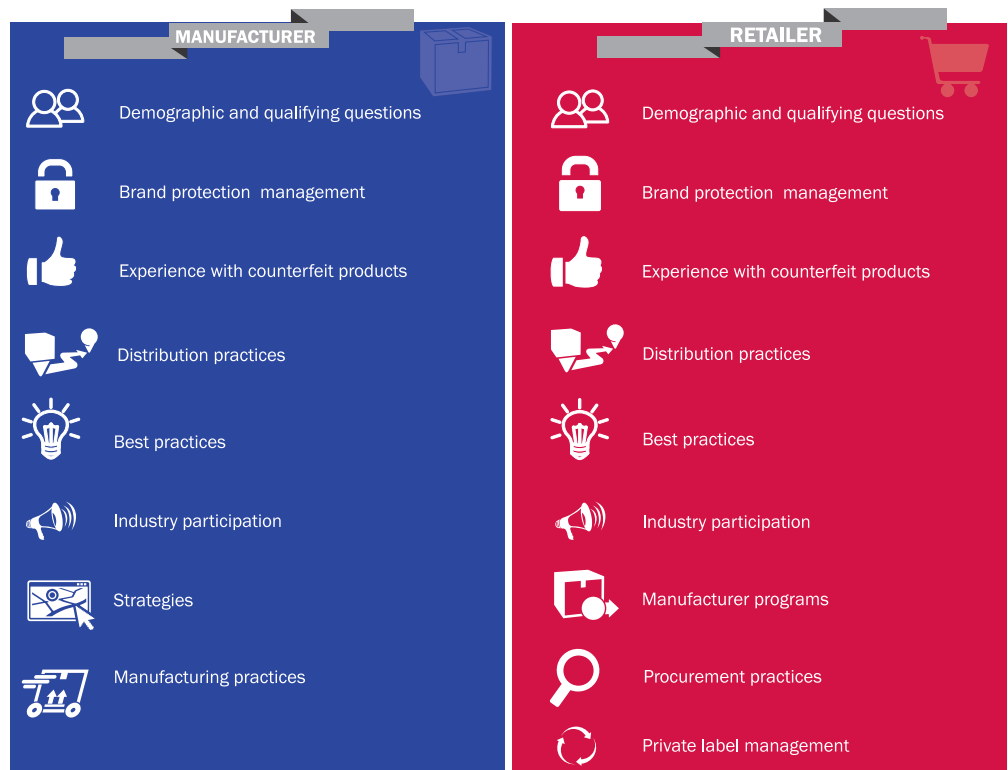 MANUFACTURER
Demographic and qualifying questions
Brand protection management
Experience with counterfeit products
Distribution practices
Best practices
Industry participation
Strategies
Manufacturing practices
RETAILER
Demographic and qualifying questions
Brand protection management
Experience with counterfeit products
Distribution practices
Best practices
Industry participation
Manufacturer programs
Procurement practices
Private label management